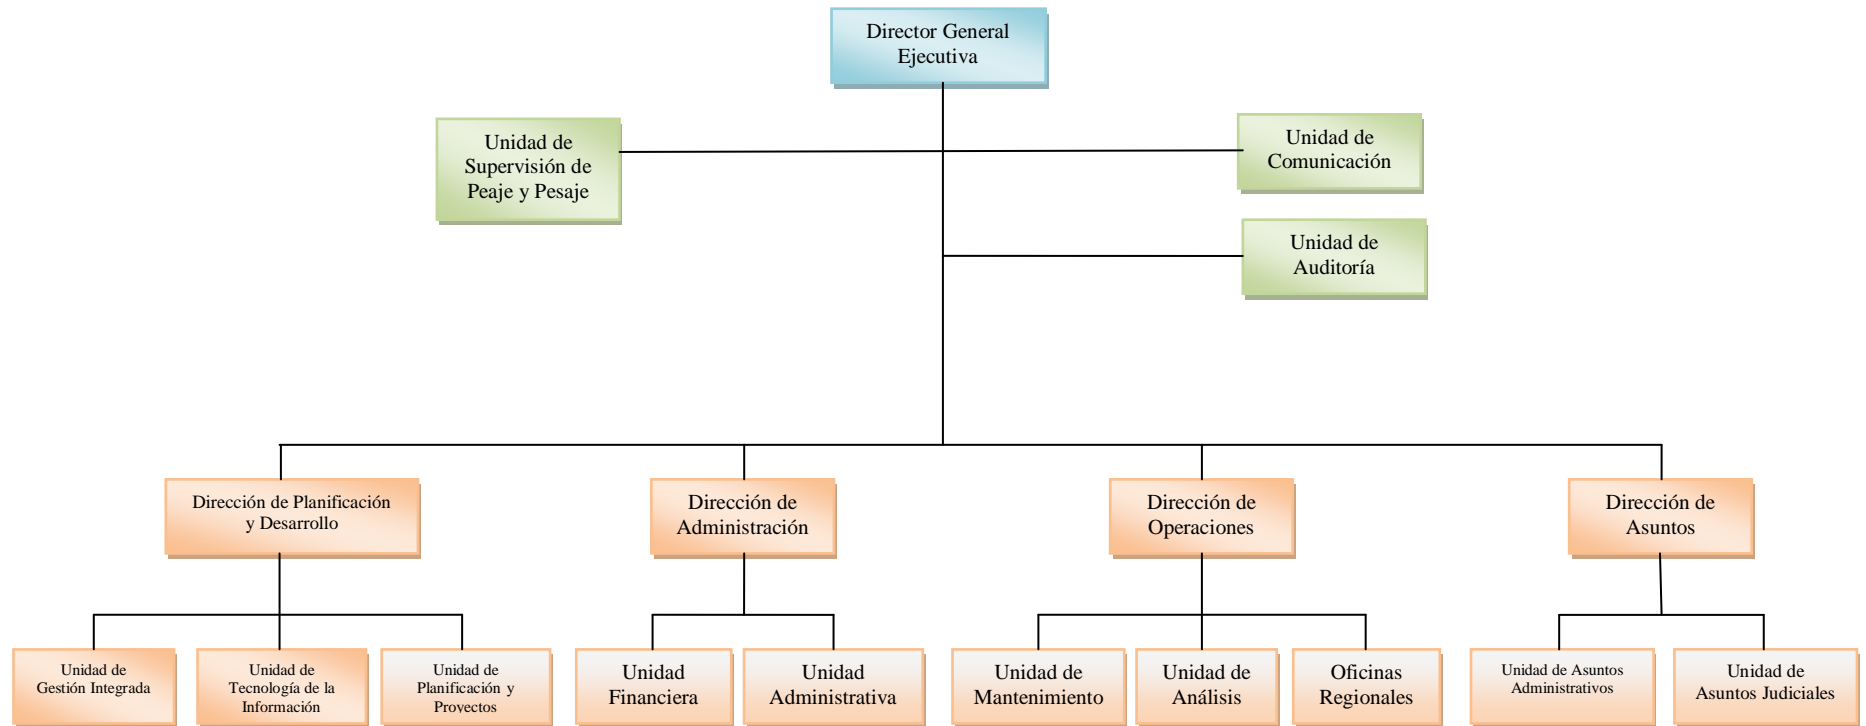 Director General
Ejecutiva
Unidad de
Supervisión de
Peaje y Pesaje
Unidad de
Comunicación
Unidad de
Auditoría
Dirección de Planificación
y Desarrollo
Dirección de
Administración
Dirección de
Operaciones
Dirección de
Asuntos
Unidad de
Gestión Integrada
Unidad de
Tecnología de la
Información
Unidad de
Planificación y
Proyectos
Unidad
Financiera
Unidad
Administrativa
Unidad de
Mantenimiento
Unidad de
Análisis
Oficinas
Regionales
Unidad de Asuntos
Administrativos
Unidad de
Asuntos Judiciales